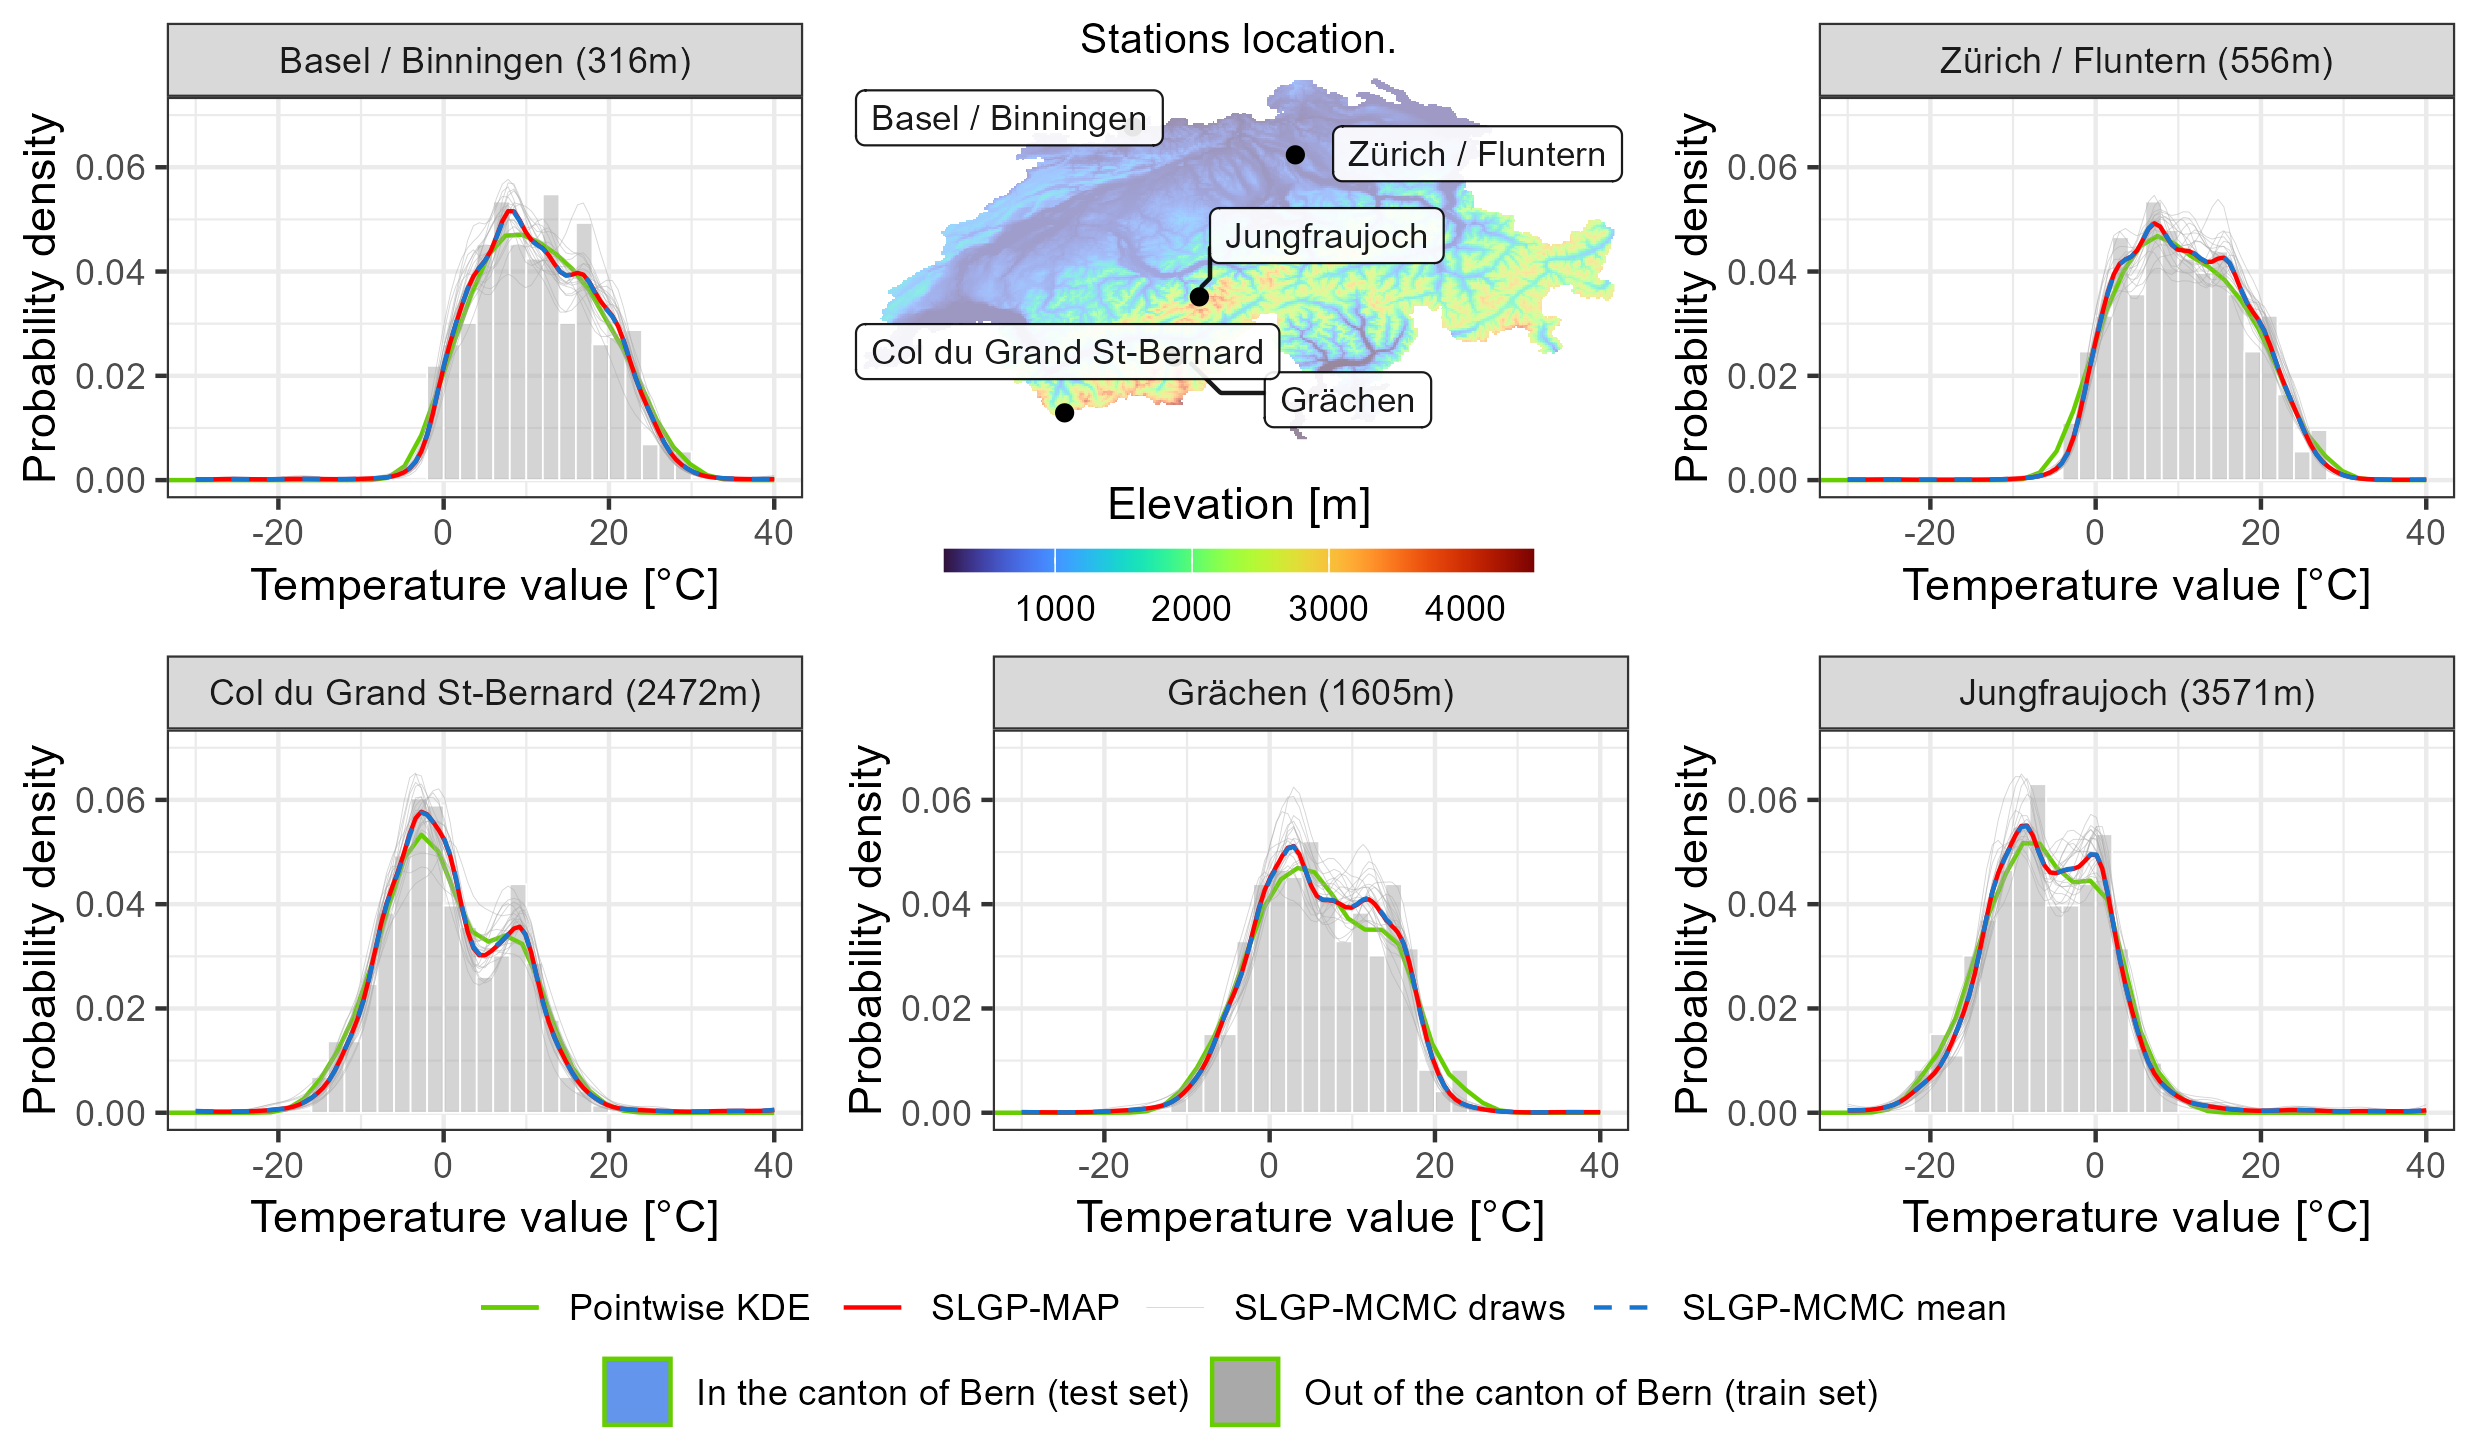 Basel / Binningen (316m)
Probability density
0.06
0.04
0.02
0.00
-20 0 20 40
Temperature value [°C]
Stations location.
Basel / Binningen
Zürich / Fluntern
Jungfraujoch
Col du Grand St-Bernard
Grächen
Elevation [m]
1000 2000 3000 4000
Zürich / Fluntern (556m)
Probability density
0.06
0.04
0.02
0.00
-20 0 20 40
Temperature value [°C]
Col du Grand St-Bernard (2472m)
Probability density
0.06
0.04
0.02
0.00
-20 0 20 40
Temperature value [°C]
Grächen (1605m)
Probability density
0.06
0.04
0.02
0.00
-20 0 20 40
Temperature value [°C]
Jungfraujoch (3571m)
Probability density
0.06
0.04
0.02
0.00
-20 0 20 40
Temperature value [°C]
Pointwise KDE SLGP-MAP SLGP-MCMC draws SLGP-MCMC mean
In the canton of Bern (test set) Out of the canton of Bern (train set)